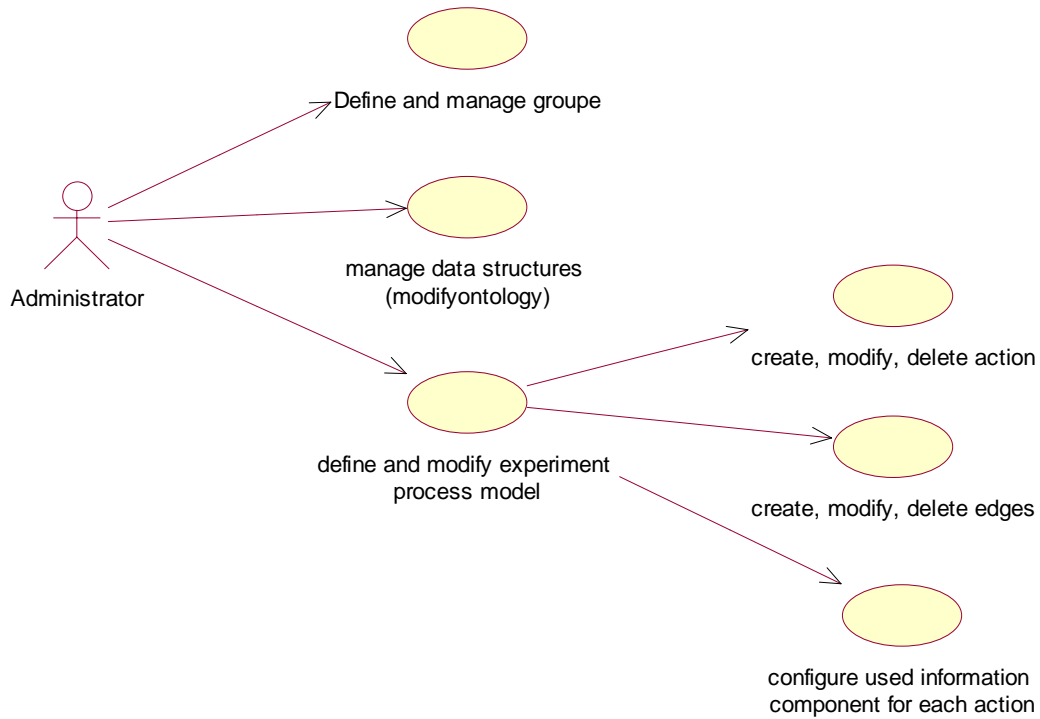 Define and manage groupe
manage data structures
(modifyontology)
Administrator
create, modify, delete action
define and modify experiment
process model
create, modify, delete edges
configure used information
component for each action